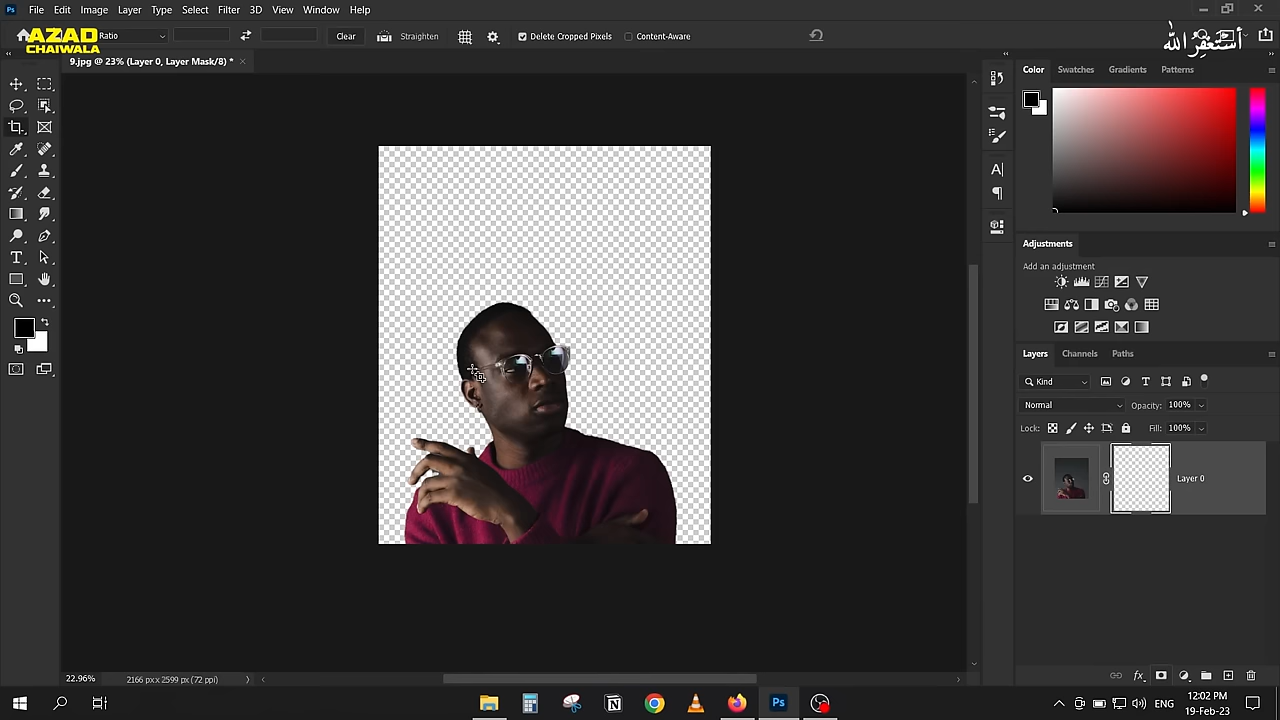 File Edit Image Layer Type Select Filter 3D View Plugins Window Help
AZAD
CHAIWALA
Ratio
Clear
Straighten
Delete Cropped Pixels
Content-Aware
أستغفر الله
9.jpg @ 23% (Layer 0, Layer Mask/8) *
Color Swatches Gradients Patterns
Adjustments
Add an adjustment
Layers Channels Paths
Kind
Normal
Opacity: 100%
Lock:
Fill: 100%
Layer 0
22.96%
2166 px x 2599 px (72 ppi)
ENG
12:02 PM
19-Feb-23